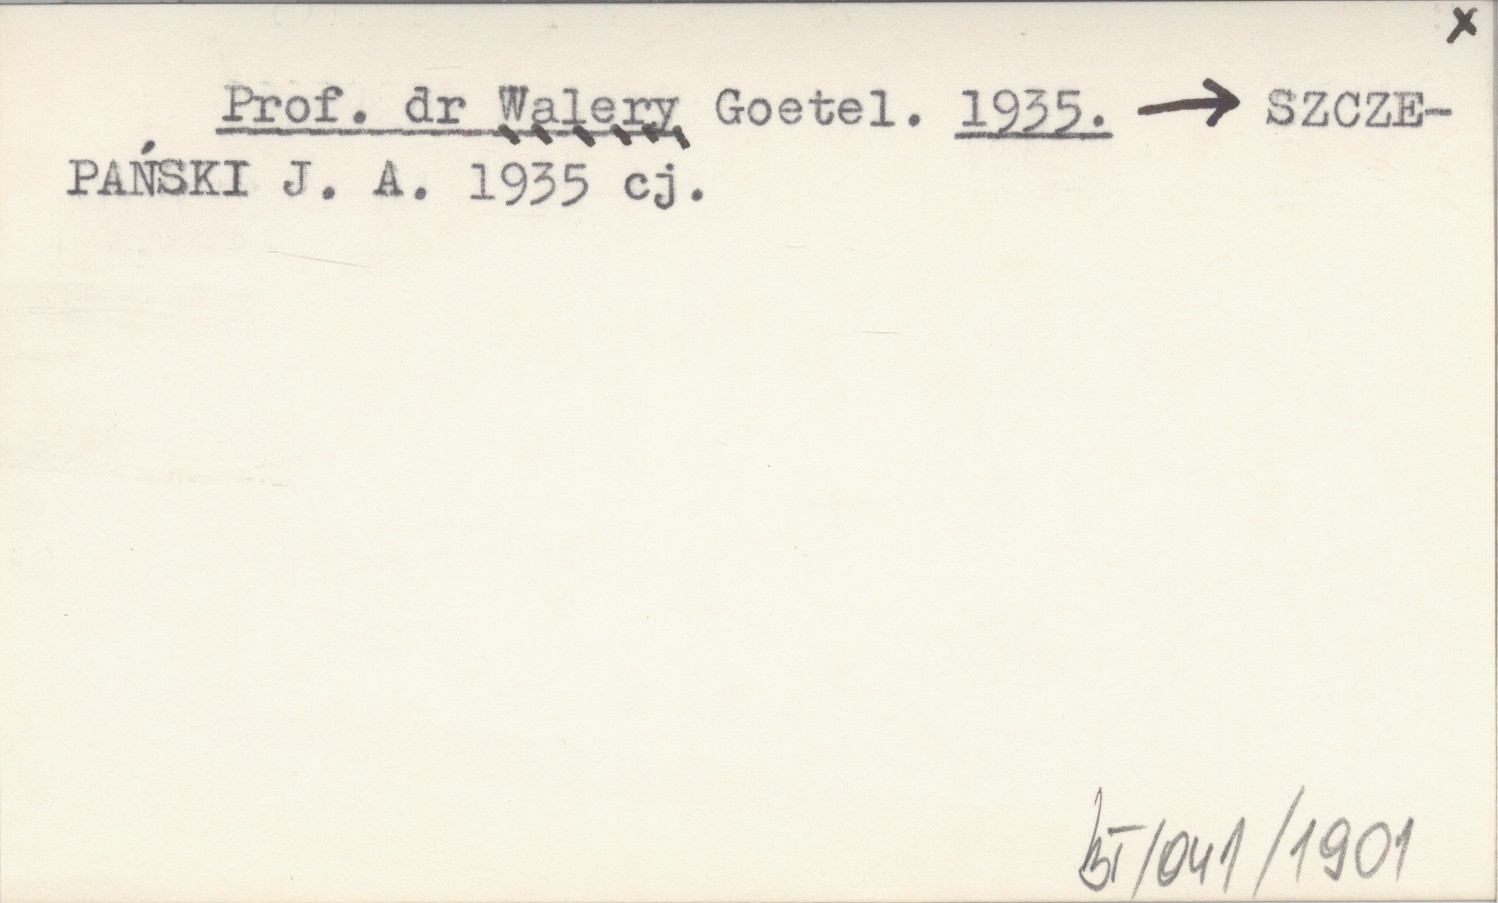 x
Prof. dr Walery Goetel. 1935. → SZCZE-
PAŃSKI J. A. 1935 cj.
BT/041/1901